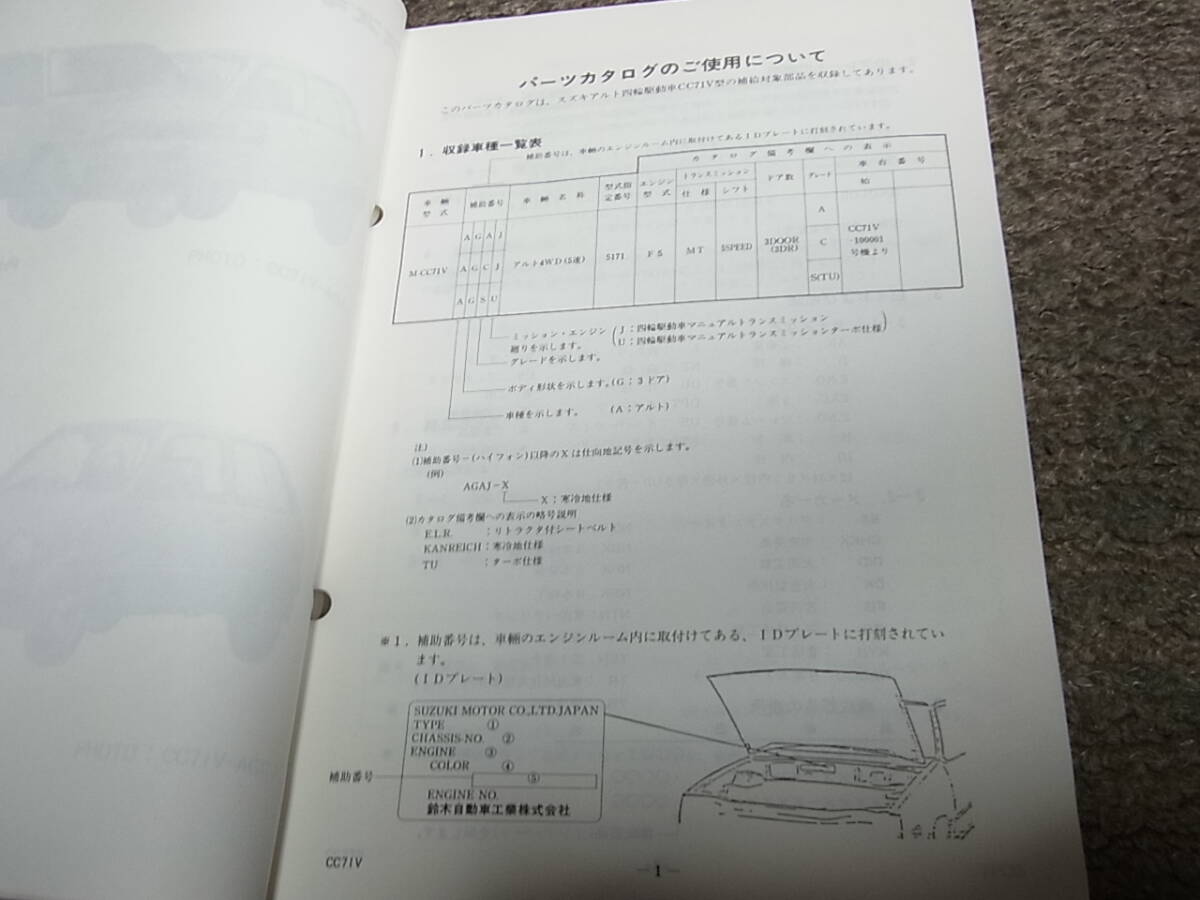 パーツカタログのご使用について
このパーツカタログは、スズキアルト四輪駆動車CC71V型の補給対象部品を収録してあります。
1．収録車種一覧表
補助番号は、車輌のエンジンルーム内に取付けてあるIDプレートに打刻されています。
カタログ備考欄への表示
車輌型式 補助番号 車輌名称 型式指定番号 エンジン型式 トランスミッション 仕様 シフト ドア数 グレード 車台番号 始
M CC71V アルト4WD(5速) 5171 F5 MT 5SPEED 3DOOR (3DR) CC71V -100001 号機より
A G A J A
A G C J C
A G S U S(TU)
ミッション・エンジン廻りを示します。
J：四輪駆動車マニュアルトランスミッション
U：四輪駆動車マニュアルトランスミッションターボ仕様
グレードを示します。
ボディ形状を示します。(G：3ドア)
車種を示します。 (A：アルト)
注)
(1)補助番号－(ハイフォン)以降のXは仕向地記号を示します。
(例)
AGAJ－X
X：寒冷地仕様
(2)カタログ備考欄への表示の略号説明
E.L.R. ：リトラクタ付シートベルト
KANREICH：寒冷地仕様
TU ：ターボ仕様
※1．補助番号は、車輌のエンジンルーム内に取付けてある、IDプレートに打刻されてい
ます。
(IDプレート)
SUZUKI MOTOR CO.,LTD.JAPAN
TYPE ①
CHASSIS-NO. ②
ENGINE ③
COLOR ④
補助番号 ⑤
ENGINE NO.
鈴木自動車工業株式会社
CC71V
－1－